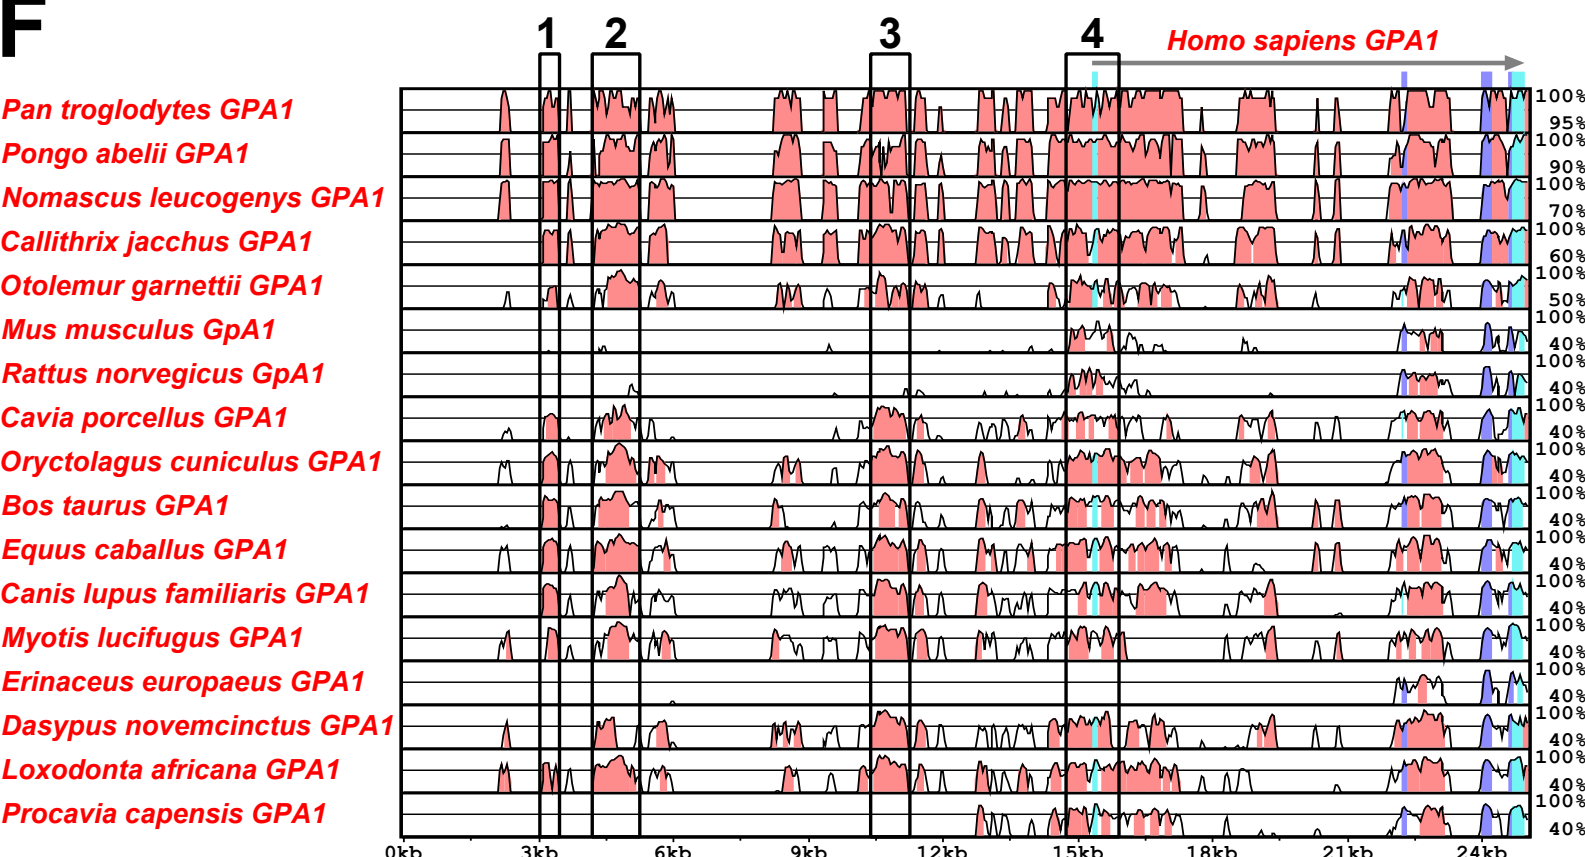 F
1 2 3 4 Homo sapiens GPA1
Pan troglodytes GPA1 100% 95%
Pongo abelii GPA1 100% 90%
Nomascus leucogenys GPA1 100% 70%
Callithrix jacchus GPA1 100% 60%
Otolemur garnettii GPA1 100% 50%
Mus musculus GpA1 100% 40%
Rattus norvegicus GpA1 100% 40%
Cavia porcellus GPA1 100% 40%
Oryctolagus cuniculus GPA1 100% 40%
Bos taurus GPA1 100% 40%
Equus caballus GPA1 100% 40%
Canis lupus familiaris GPA1 100% 40%
Myotis lucifugus GPA1 100% 40%
Erinaceus europaeus GPA1 100% 40%
Dasypus novemcinctus GPA1 100% 40%
Loxodonta africana GPA1 100% 40%
Procavia capensis GPA1 100% 40%
0kb 3kb 6kb 9kb 12kb 15kb 18kb 21kb 24kb